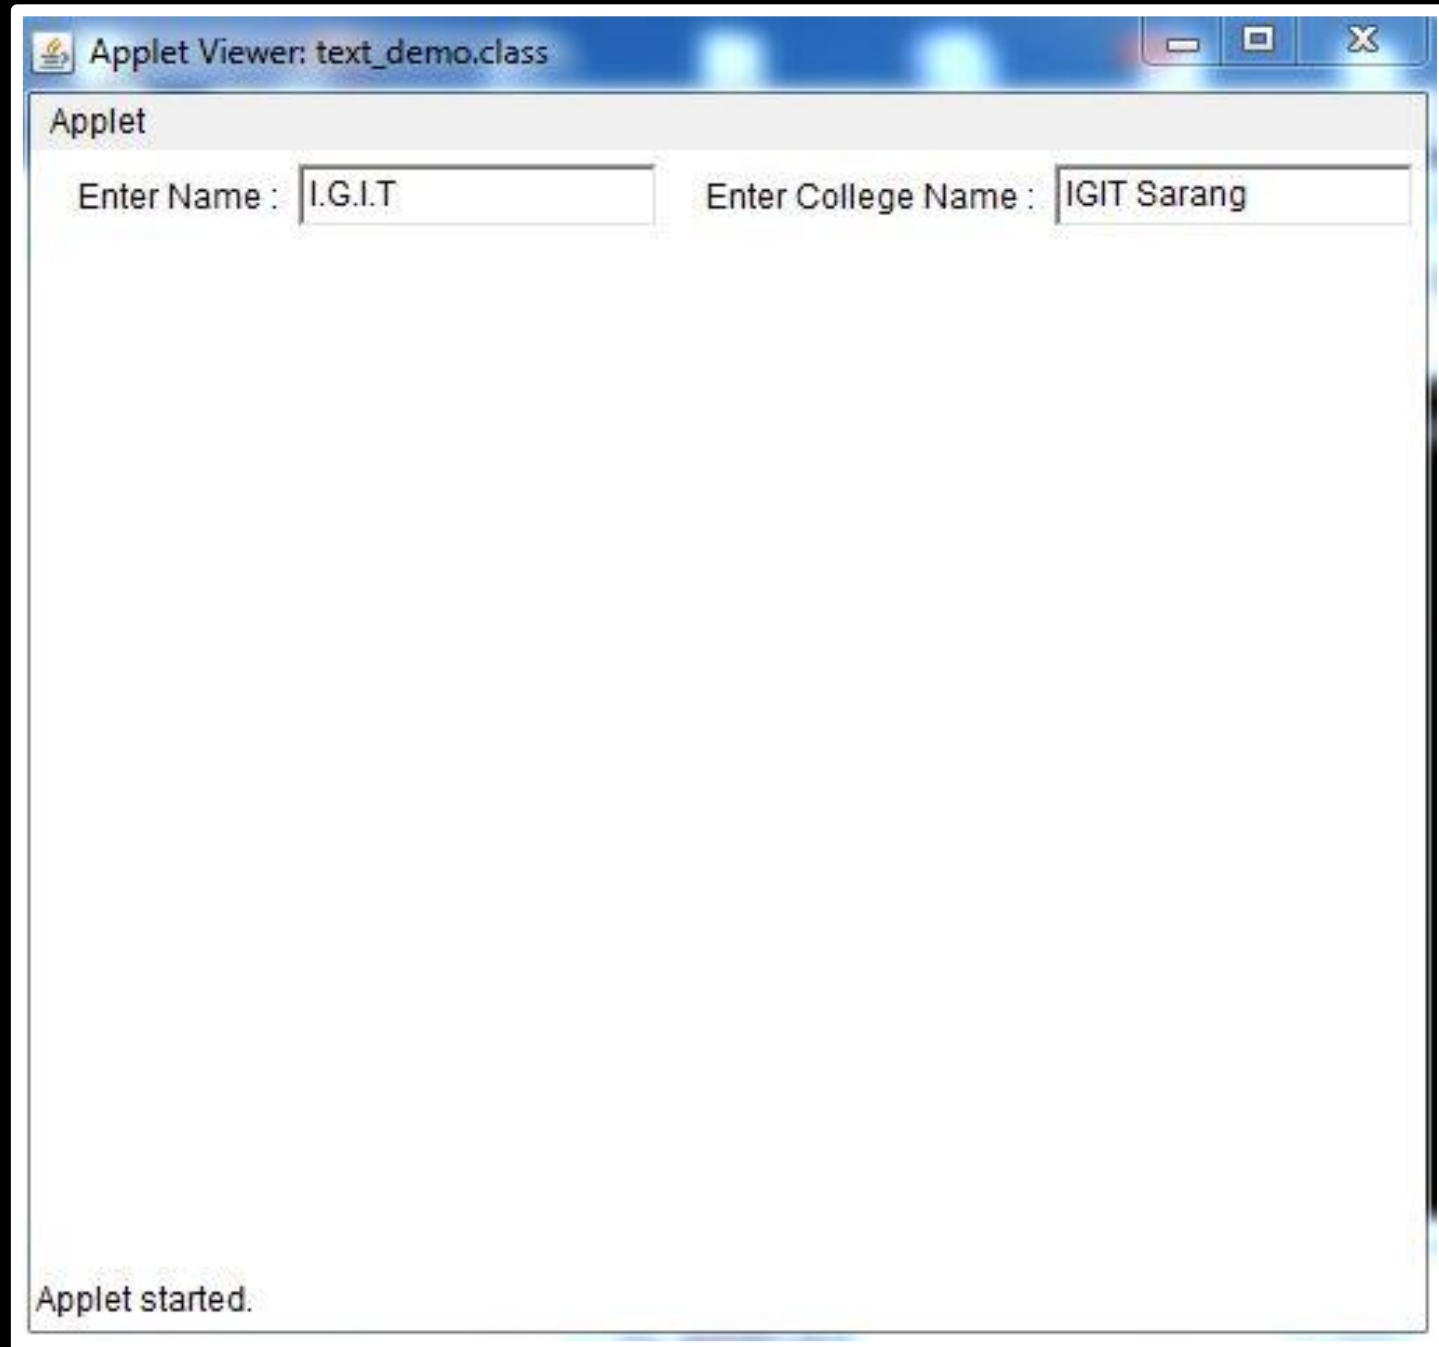 Applet Viewer: text_demo.class
Applet
Enter Name : I.G.I.T Enter College Name : IGIT Sarang
Applet started.